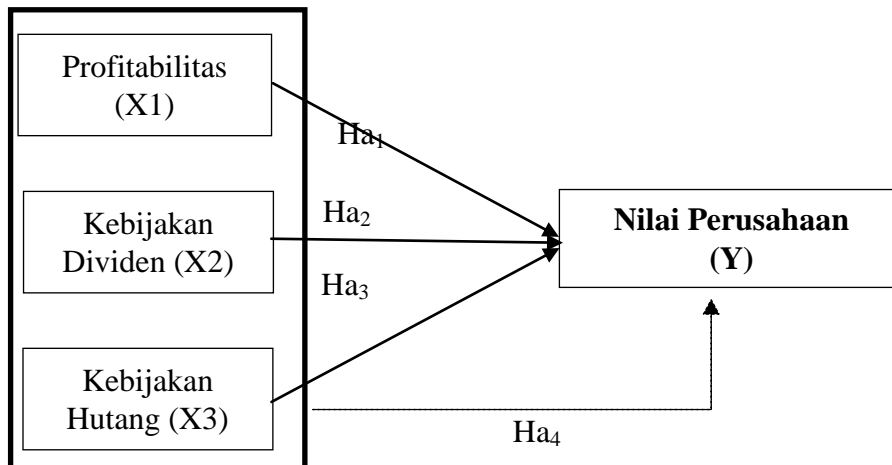 Profitabilitas
(X1)
Ha₁
Kebijakan
Dividen (X2)
Ha₂
Nilai Perusahaan
(Y)
Ha₃
Kebijakan
Hutang (X3)
Ha₄